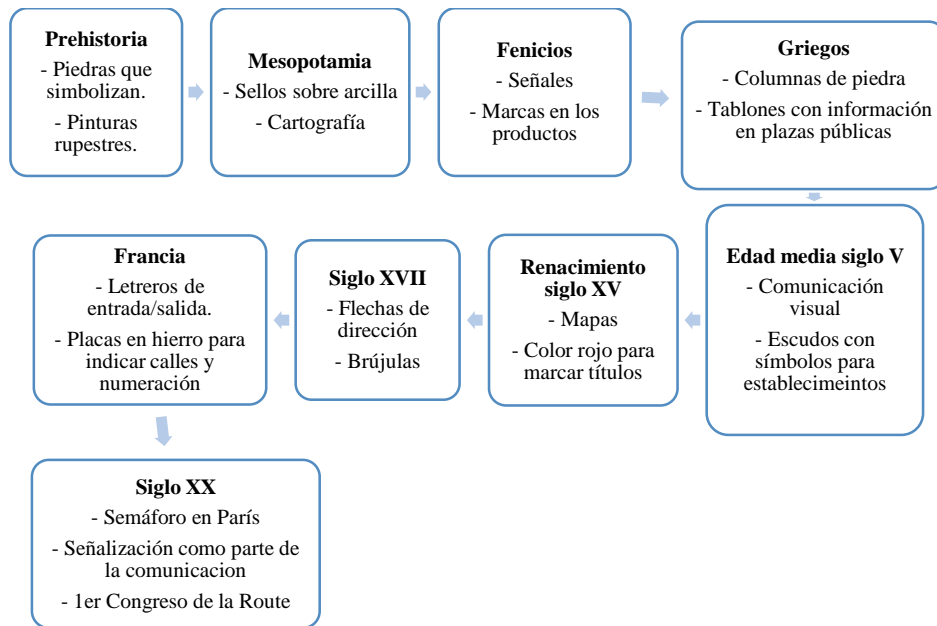 Prehistoria
- Piedras que
simbolizan.
- Pinturas
rupestres.
Mesopotamia
- Sellos sobre arcilla
- Cartografía
Fenicios
- Señales
- Marcas en los
productos
Griegos
- Columnas de piedra
- Tablones con información
en plazas públicas
Edad media siglo V
- Comunicación
visual
- Escudos con
símbolos para
establecimeintos
Renacimiento
siglo XV
- Mapas
- Color rojo para
marcar títulos
Siglo XVII
- Flechas de
dirección
- Brújulas
Francia
- Letreros de
entrada/salida.
- Placas en hierro para
indicar calles y
numeración
Siglo XX
- Semáforo en París
- Señalización como parte de
la comunicacion
- 1er Congreso de la Route